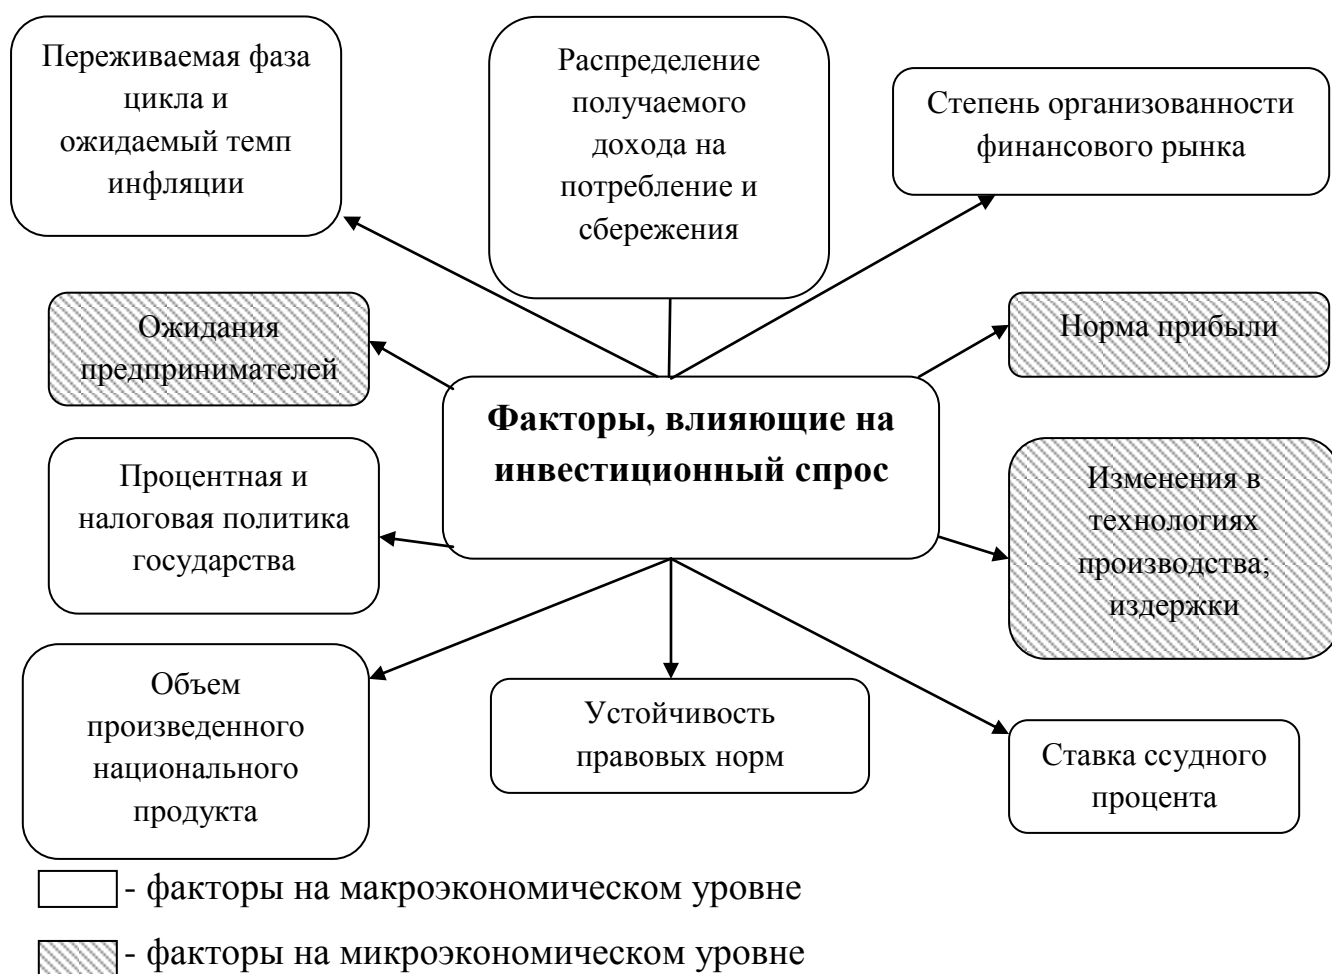 Переживаемая фаза
цикла и
ожидаемый темп
инфляции
Распределение
получаемого
дохода на
потребление и
сбережения
Степень организованности
финансового рынка
Ожидания
предпринимателей
Норма прибыли
Факторы, влияющие на
инвестиционный спрос
Процентная и
налоговая политика
государства
Изменения в
технологиях
производства;
издержки
Объем
произведенного
национального
продукта
Устойчивость
правовых норм
Ставка ссудного
процента
- факторы на макроэкономическом уровне
- факторы на микроэкономическом уровне